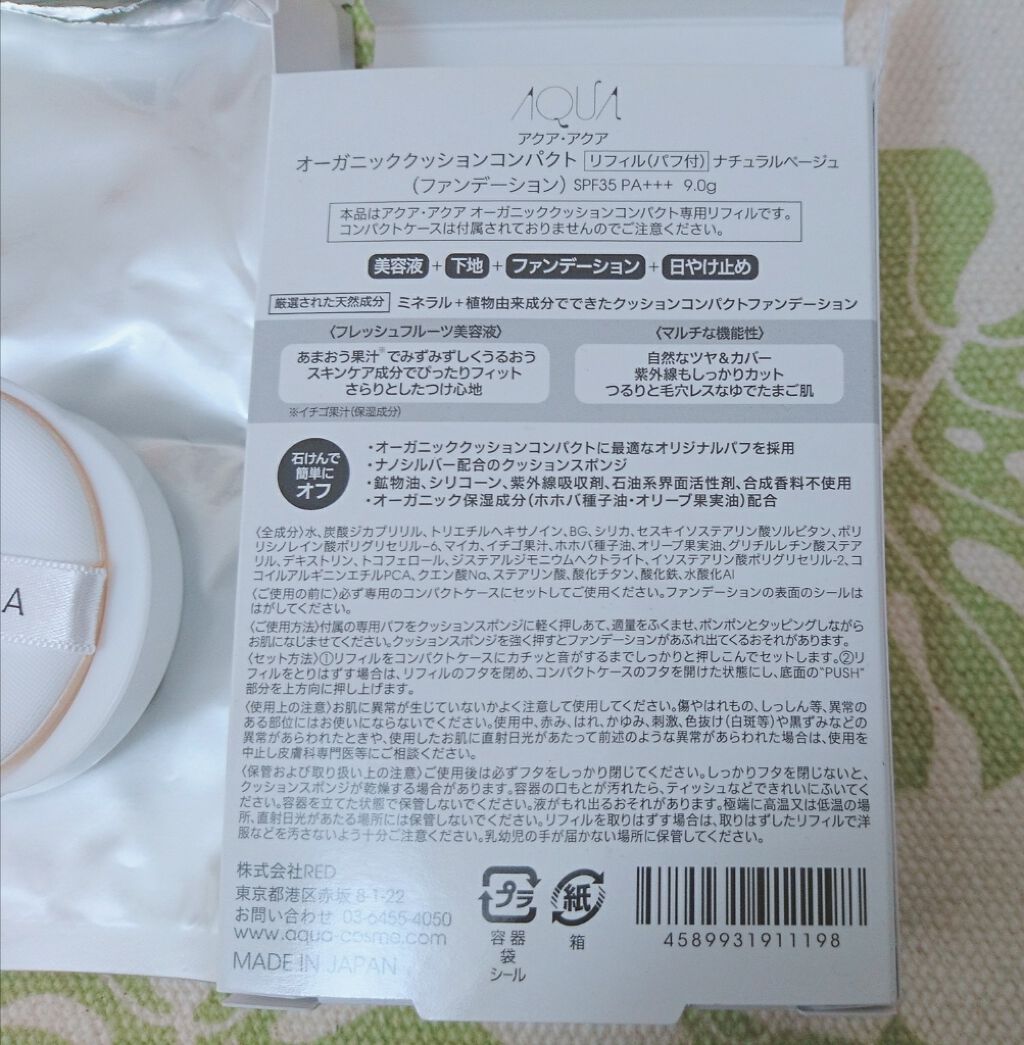 AQUA
アクア・アクア
オーガニッククッションコンパクト リフィル(パフ付) ナチュラルベージュ
(ファンデーション) SPF35 PA+++ 9.0g
本品はアクア・アクア オーガニッククッションコンパクト専用リフィルです。
コンパクトケースは付属されておりませんのでご注意ください。
美容液+下地+ファンデーション+日やけ止め
厳選された天然成分 ミネラル+植物由来成分でできたクッションコンパクトファンデーション
〈フレッシュフルーツ美容液〉
あまおう果汁※でみずみずしくうるおう
スキンケア成分でぴったりフィット
さらりとしたつけ心地
※イチゴ果汁(保湿成分)
〈マルチな機能性〉
自然なツヤ&カバー
紫外線もしっかりカット
つるりと毛穴レスなゆでたまご肌
石けんで
簡単に
オフ
・オーガニッククッションコンパクトに最適なオリジナルパフを採用
・ナノシルバー配合のクッションスポンジ
・鉱物油、シリコーン、紫外線吸収剤、石油系界面活性剤、合成香料不使用
・オーガニック保湿成分(ホホバ種子油・オリーブ果実油)配合
〈全成分〉水、炭酸ジカプリリル、トリエチルヘキサノイン、BG、シリカ、セスキイソステアリン酸ソルビタン、ポリ
リシノレイン酸ポリグリセリル-6、マイカ、イチゴ果汁、ホホバ種子油、オリーブ果実油、グリチルレチン酸ステア
リル、デキストリン、トコフェロール、ジステアルジモニウムヘクトライト、イソステアリン酸ポリグリセリル-2、コ
コイルアルギニンエチルPCA、クエン酸Na、ステアリン酸、酸化チタン、酸化鉄、水酸化Al
〈ご使用の前に〉必ず専用のコンパクトケースにセットしてご使用ください。ファンデーションの表面のシールは
はがしてください。
〈ご使用方法〉付属の専用パフをクッションスポンジに軽く押しあて、適量をふくませ、ポンポンとタッピングしながら
お肌になじませてください。クッションスポンジを強く押すとファンデーションがあふれ出てくるおそれがあります。
〈セット方法〉①リフィルをコンパクトケースにカチッと音がするまでしっかりと押しこんでセットします。②リ
フィルをとりはずす場合は、リフィルのフタを閉め、コンパクトケースのフタを開けた状態にし、底面の"PUSH"
部分を上方向に押し上げます。
〈使用上の注意〉お肌に異常が生じていないかよく注意して使用してください。傷やはれもの、しっしん等、異常の
ある部位にはお使いにならないでください。使用中、赤み、はれ、かゆみ、刺激、色抜け(白斑等)や黒ずみなどの
異常があらわれたときや、使用したお肌に直射日光があたって前述のような異常があらわれた場合は、使用を
中止し皮膚科専門医等にご相談ください。
〈保管および取り扱い上の注意〉ご使用後は必ずフタをしっかり閉じてください。しっかりフタを閉じないと、
クッションスポンジが乾燥する場合があります。容器の口もとが汚れたら、ティッシュなどできれいにふいてく
ださい。容器を立てた状態で保管しないでください。液がもれ出るおそれがあります。極端に高温又は低温の場
所、直射日光があたる場所には保管しないでください。リフィルを取りはずす場合は、取りはずしたリフィルで洋
服などを汚さないよう十分ご注意ください。乳幼児の手が届かない場所に保管してください。
株式会社RED
東京都港区赤坂 8-1-22
お問い合わせ 03-6455-4050
www.aqua-cosme.com
MADE IN JAPAN
プラ
容器
袋
シール
紙
箱
4589931911198
A